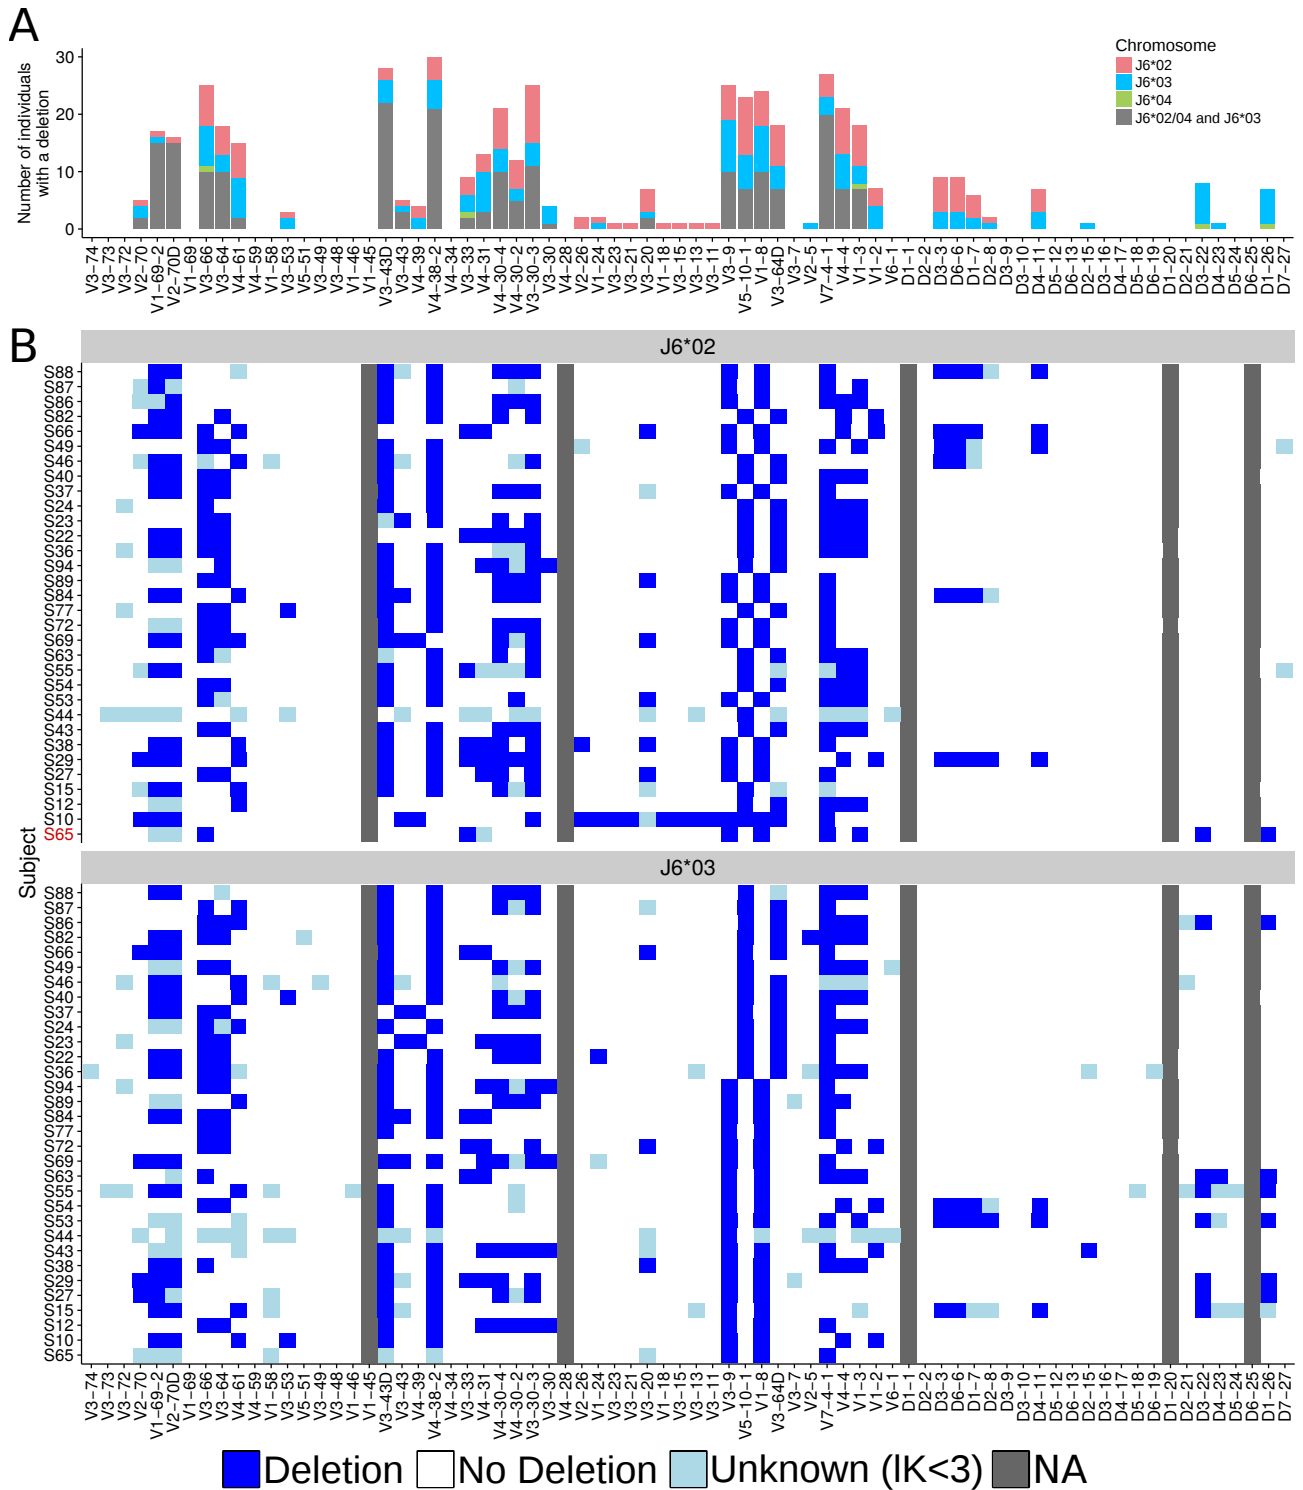 A
Number of individuals
with a deletion
30
20
10
0
Chromosome
J6*02
J6*03
J6*04
J6*02/04 and J6*03
V3−74 V3−73 V3−72 V2−70 V1−69−2 V2−70D V1−69 V3−66 V3−64 V4−61 V4−59 V1−58 V3−53 V5−51 V3−49 V3−48 V1−46 V1−45 V3−43D V3−43 V4−39 V4−38−2 V4−34 V3−33 V4−31 V4−30−4 V4−30−2 V3−30−3 V3−30 V4−28 V2−26 V1−24 V3−23 V3−21 V3−20 V1−18 V3−15 V3−13 V3−11 V3−9 V5−10−1 V1−8 V3−64D V3−7 V2−5 V7−4−1 V4−4 V1−3 V1−2 V6−1 D1−1 D2−2 D3−3 D6−6 D1−7 D2−8 D3−9 D3−10 D4−11 D5−12 D6−13 D2−15 D3−16 D4−17 D5−18 D6−19 D1−20 D2−21 D3−22 D4−23 D5−24 D6−25 D1−26 D7−27
B
Subject
J6*02
S88
S87
S86
S82
S66
S49
S46
S40
S37
S24
S23
S22
S36
S94
S89
S84
S77
S72
S69
S63
S55
S54
S53
S44
S43
S38
S29
S27
S15
S12
S10
S65
J6*03
S88
S87
S86
S82
S66
S49
S46
S40
S37
S24
S23
S22
S36
S94
S89
S84
S77
S72
S69
S63
S55
S54
S53
S44
S43
S38
S29
S27
S15
S12
S10
S65
V3−74 V3−73 V3−72 V2−70 V1−69−2 V2−70D V1−69 V3−66 V3−64 V4−61 V4−59 V1−58 V3−53 V5−51 V3−49 V3−48 V1−46 V1−45 V3−43D V3−43 V4−39 V4−38−2 V4−34 V3−33 V4−31 V4−30−4 V4−30−2 V3−30−3 V3−30 V4−28 V2−26 V1−24 V3−23 V3−21 V3−20 V1−18 V3−15 V3−13 V3−11 V3−9 V5−10−1 V1−8 V3−64D V3−7 V2−5 V7−4−1 V4−4 V1−3 V1−2 V6−1 D1−1 D2−2 D3−3 D6−6 D1−7 D2−8 D3−9 D3−10 D4−11 D5−12 D6−13 D2−15 D3−16 D4−17 D5−18 D6−19 D1−20 D2−21 D3−22 D4−23 D5−24 D6−25 D1−26 D7−27
Deletion No Deletion Unknown (lK<3) NA